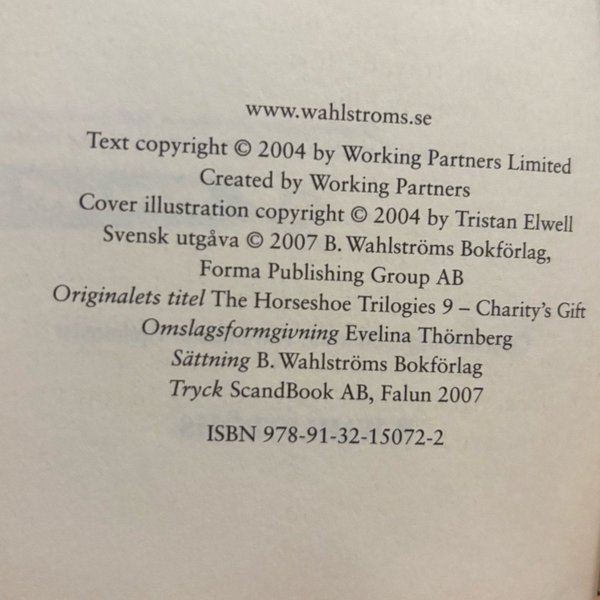 www.wahlstroms.se
Text copyright © 2004 by Working Partners Limited
Created by Working Partners
Cover illustration copyright © 2004 by Tristan Elwell
Svensk utgåva © 2007 B. Wahlströms Bokförlag,
Forma Publishing Group AB
Originalets titel The Horseshoe Trilogies 9 – Charity's Gift
Omslagsformgivning Evelina Thörnberg
Sättning B. Wahlströms Bokförlag
Tryck ScandBook AB, Falun 2007
ISBN 978-91-32-15072-2